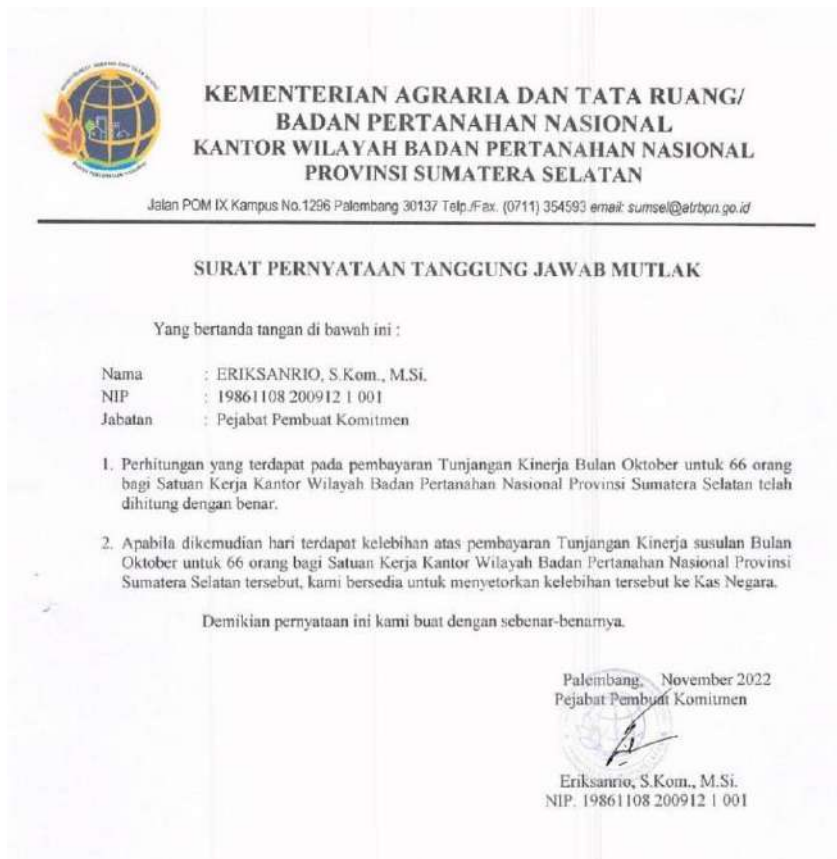 KEMENTERIAN AGRARIA DAN TATA RUANG/
BADAN PERTANAHAN NASIONAL
KANTOR WILAYAH BADAN PERTANAHAN NASIONAL
PROVINSI SUMATERA SELATAN
Jalan POM IX Kampus No.1296 Palembang 30137 Telp./Fax. (0711) 354593 email: sumsel@atrbpn.go.id
SURAT PERNYATAAN TANGGUNG JAWAB MUTLAK
Yang bertanda tangan di bawah ini :
Nama : ERIKSANRIO, S.Kom., M.Si.
NIP : 19861108 200912 1 001
Jabatan : Pejabat Pembuat Komitmen
1. Perhitungan yang terdapat pada pembayaran Tunjangan Kinerja Bulan Oktober untuk 66 orang
bagi Satuan Kerja Kantor Wilayah Badan Pertanahan Nasional Provinsi Sumatera Selatan telah
dihitung dengan benar.
2. Apabila dikemudian hari terdapat kelebihan atas pembayaran Tunjangan Kinerja susulan Bulan
Oktober untuk 66 orang bagi Satuan Kerja Kantor Wilayah Badan Pertanahan Nasional Provinsi
Sumatera Selatan tersebut, kami bersedia untuk menyetorkan kelebihan tersebut ke Kas Negara.
Demikian pernyataan ini kami buat dengan sebenar-benarnya.
Palembang, November 2022
Pejabat Pembuat Komitmen
Eriksanrio, S.Kom., M.Si.
NIP. 19861108 200912 1 001